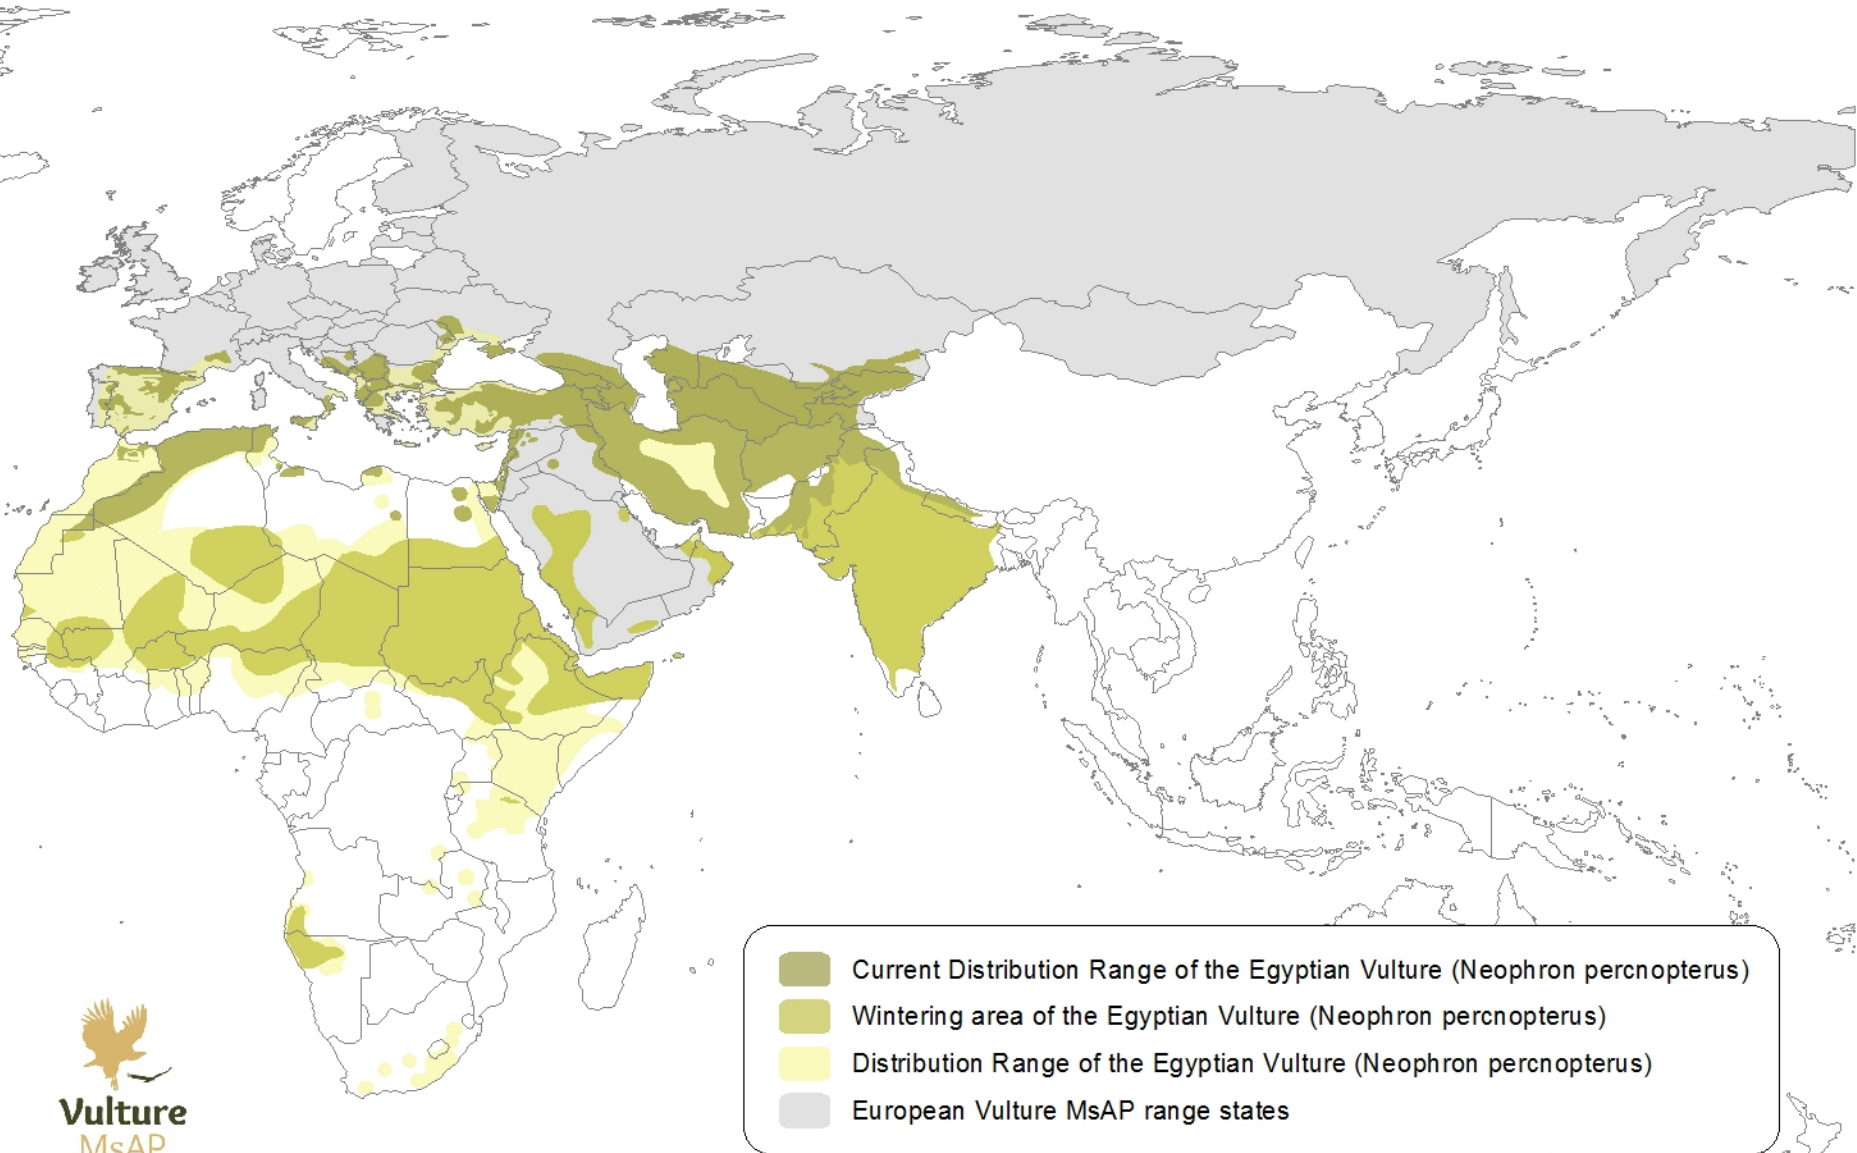 Current Distribution Range of the Egyptian Vulture (Neophron percnopterus)
Wintering area of the Egyptian Vulture (Neophron percnopterus)
Distribution Range of the Egyptian Vulture (Neophron percnopterus)
European Vulture MsAP range states
Vulture
MsAP